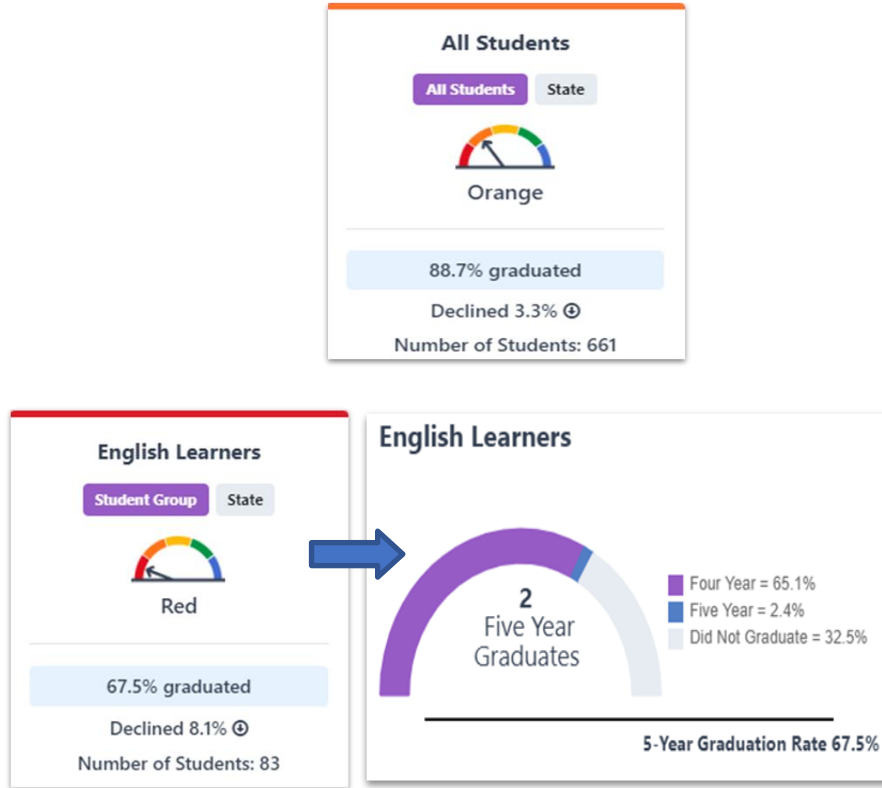 All Students
All Students State
Orange
88.7% graduated
Declined 3.3%
Number of Students: 661
English Learners
Student Group State
Red
67.5% graduated
Declined 8.1%
Number of Students: 83
English Learners
2
Five Year
Graduates
Four Year = 65.1%
Five Year = 2.4%
Did Not Graduate = 32.5%
5-Year Graduation Rate 67.5%